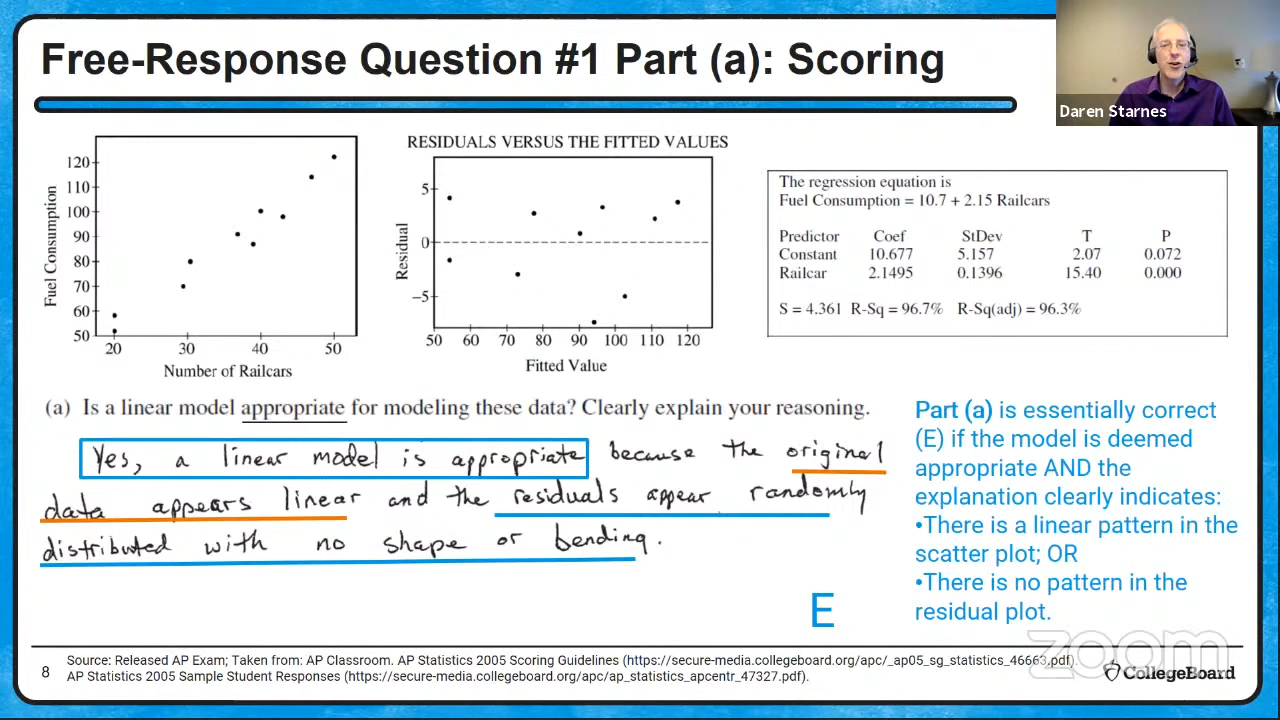 Free-Response Question #1 Part (a): Scoring
Daren Starnes
Fuel Consumption
120
110
100
90
80
70
60
50
20
30
40
50
Number of Railcars
RESIDUALS VERSUS THE FITTED VALUES
Residual
5
0
−5
50
60
70
80
90
100
110
120
Fitted Value
The regression equation is
Fuel Consumption = 10.7 + 2.15 Railcars
Predictor Coef StDev T P
Constant 10.677 5.157 2.07 0.072
Railcar 2.1495 0.1396 15.40 0.000
S = 4.361 R-Sq = 96.7% R-Sq(adj) = 96.3%
(a) Is a linear model appropriate for modeling these data? Clearly explain your reasoning.
Yes, a linear model is appropriate because the original
data appears linear and the residuals appear randomly
distributed with no shape or bending.
E
Part (a) is essentially correct
(E) if the model is deemed
appropriate AND the
explanation clearly indicates:
•There is a linear pattern in the
scatter plot; OR
•There is no pattern in the
residual plot.
zoom
8
Source: Released AP Exam; Taken from: AP Classroom. AP Statistics 2005 Scoring Guidelines (https://secure-media.collegeboard.org/apc/_ap05_sg_statistics_46663.pdf).
AP Statistics 2005 Sample Student Responses (https://secure-media.collegeboard.org/apc/ap_statistics_apcentr_47327.pdf).
CollegeBoard